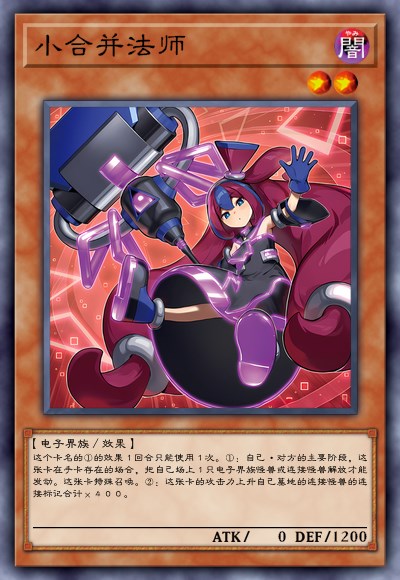 小合并法师
やみ
闇
【电子界族/效果】
这个卡名的①的效果1回合只能使用1次。①：自己·对方的主要阶段，这
张卡在手卡存在的场合，把自己场上1只电子界族怪兽或连接怪兽解放才能
发动。这张卡特殊召唤。②：这张卡的攻击力上升自己墓地的连接怪兽的连
接标记合计×400。
ATK/ 0 DEF/1200